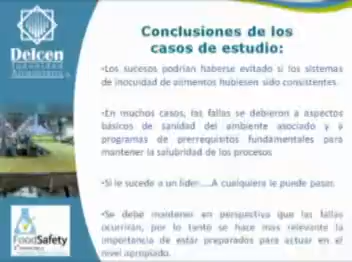 Delcen
Conclusiones de los
casos de estudio:
•Los sucesos podrían haberse evitado si los sistemas
de inocuidad de alimentos hubiesen sido consistentes.
•En muchos casos, las fallas se debieron a aspectos
básicos de sanidad del ambiente asociado y a
programas de prerrequisitos fundamentales para
mantener la salubridad de los procesos
•Si le sucede a un líder.....A cualquiera le puede pasar.
•Se debe mantener en perspectiva que las fallas
ocurrirán, por lo tanto se hace mas relevante la
importancia de estar preparados para actuar en el
nivel apropiado.
FoodSafety